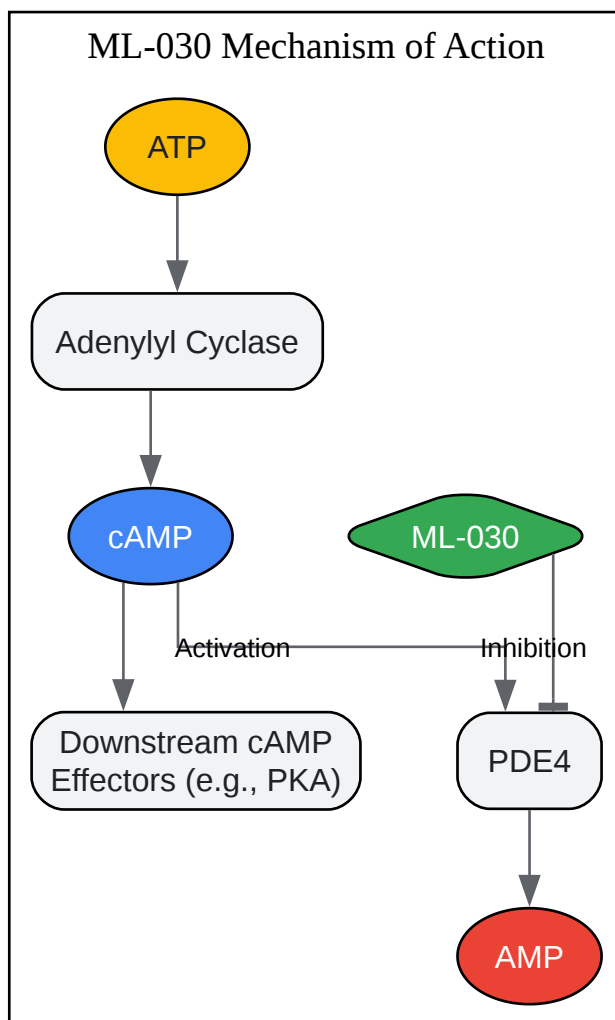 ML-030 Mechanism of Action
ATP
Adenylyl Cyclase
cAMP
ML-030
Activation
Inhibition
Downstream cAMP
Effectors (e.g., PKA)
PDE4
AMP